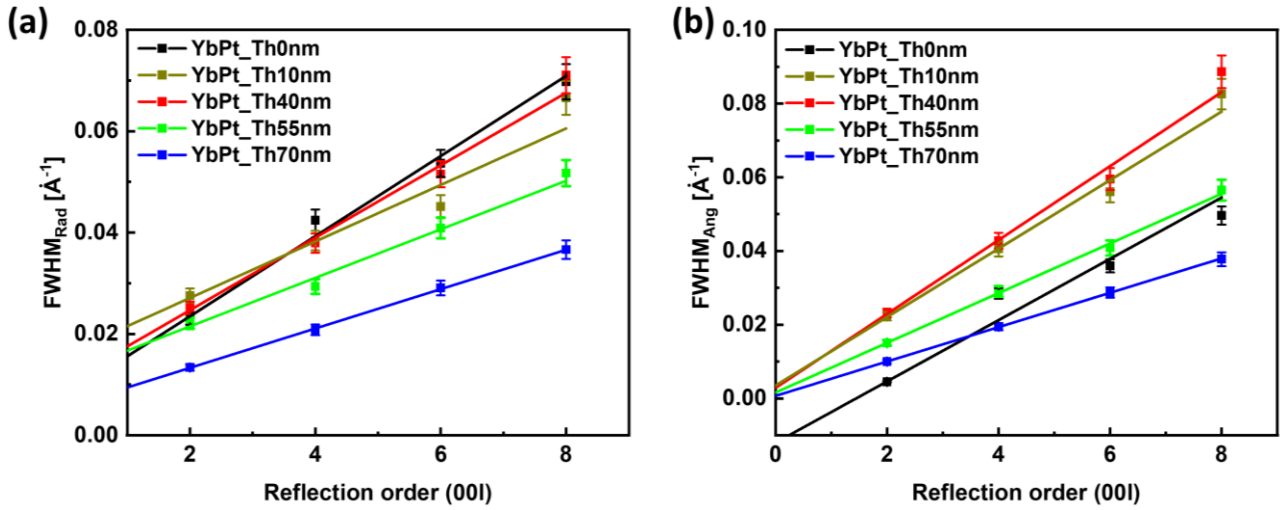 (a)
YbPt_Th0nm
YbPt_Th10nm
YbPt_Th40nm
YbPt_Th55nm
YbPt_Th70nm
FWHM_Rad [Å⁻¹]
0.08
0.06
0.04
0.02
0.00
2 4 6 8
Reflection order (00l)
(b)
YbPt_Th0nm
YbPt_Th10nm
YbPt_Th40nm
YbPt_Th55nm
YbPt_Th70nm
FWHM_Ang [Å⁻¹]
0.10
0.08
0.06
0.04
0.02
0.00
0 2 4 6 8
Reflection order (00l)